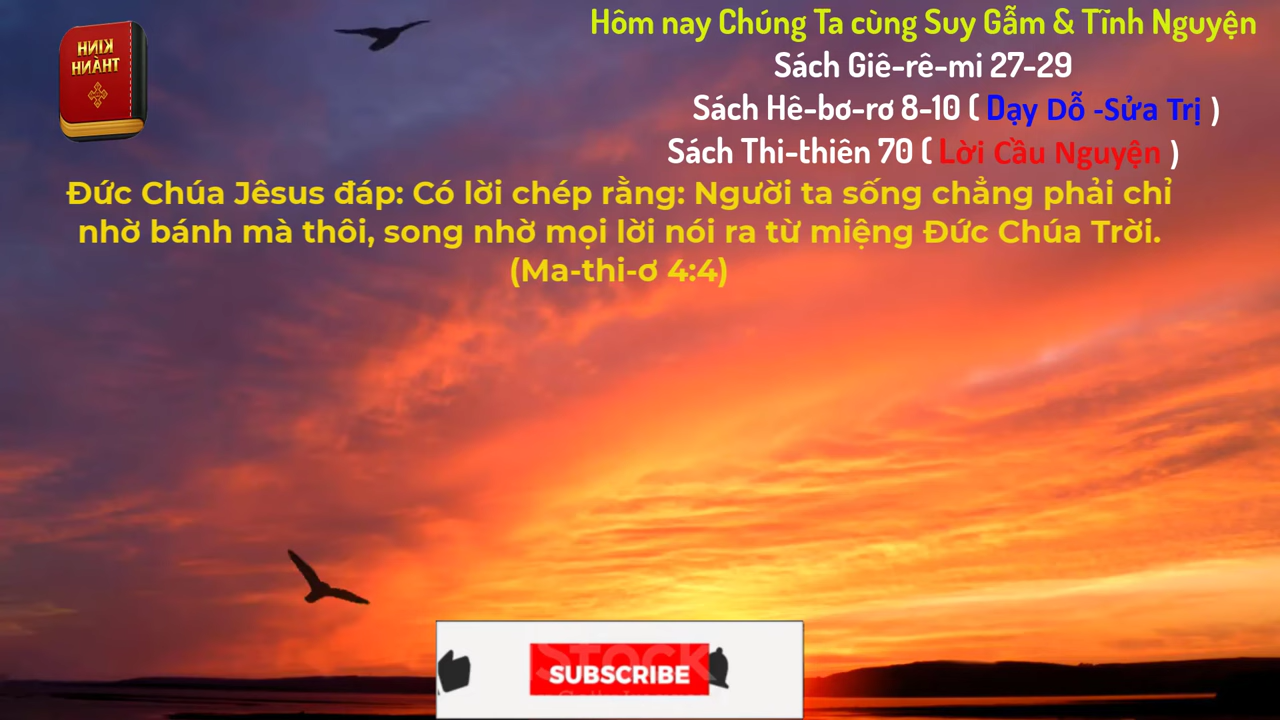 Hôm nay Chúng Ta cùng Suy Gẫm & Tĩnh Nguyện
KINH
THÁNH
Sách Giê-rê-mi 27-29
Sách Hê-bơ-rơ 8-10 ( Dạy Dỗ -Sửa Trị )
Sách Thi-thiên 70 ( Lời Cầu Nguyện )
Đức Chúa Jêsus đáp: Có lời chép rằng: Người ta sống chẳng phải chỉ
nhờ bánh mà thôi, song nhờ mọi lời nói ra từ miệng Đức Chúa Trời.
(Ma-thi-ơ 4:4)
SUBSCRIBE